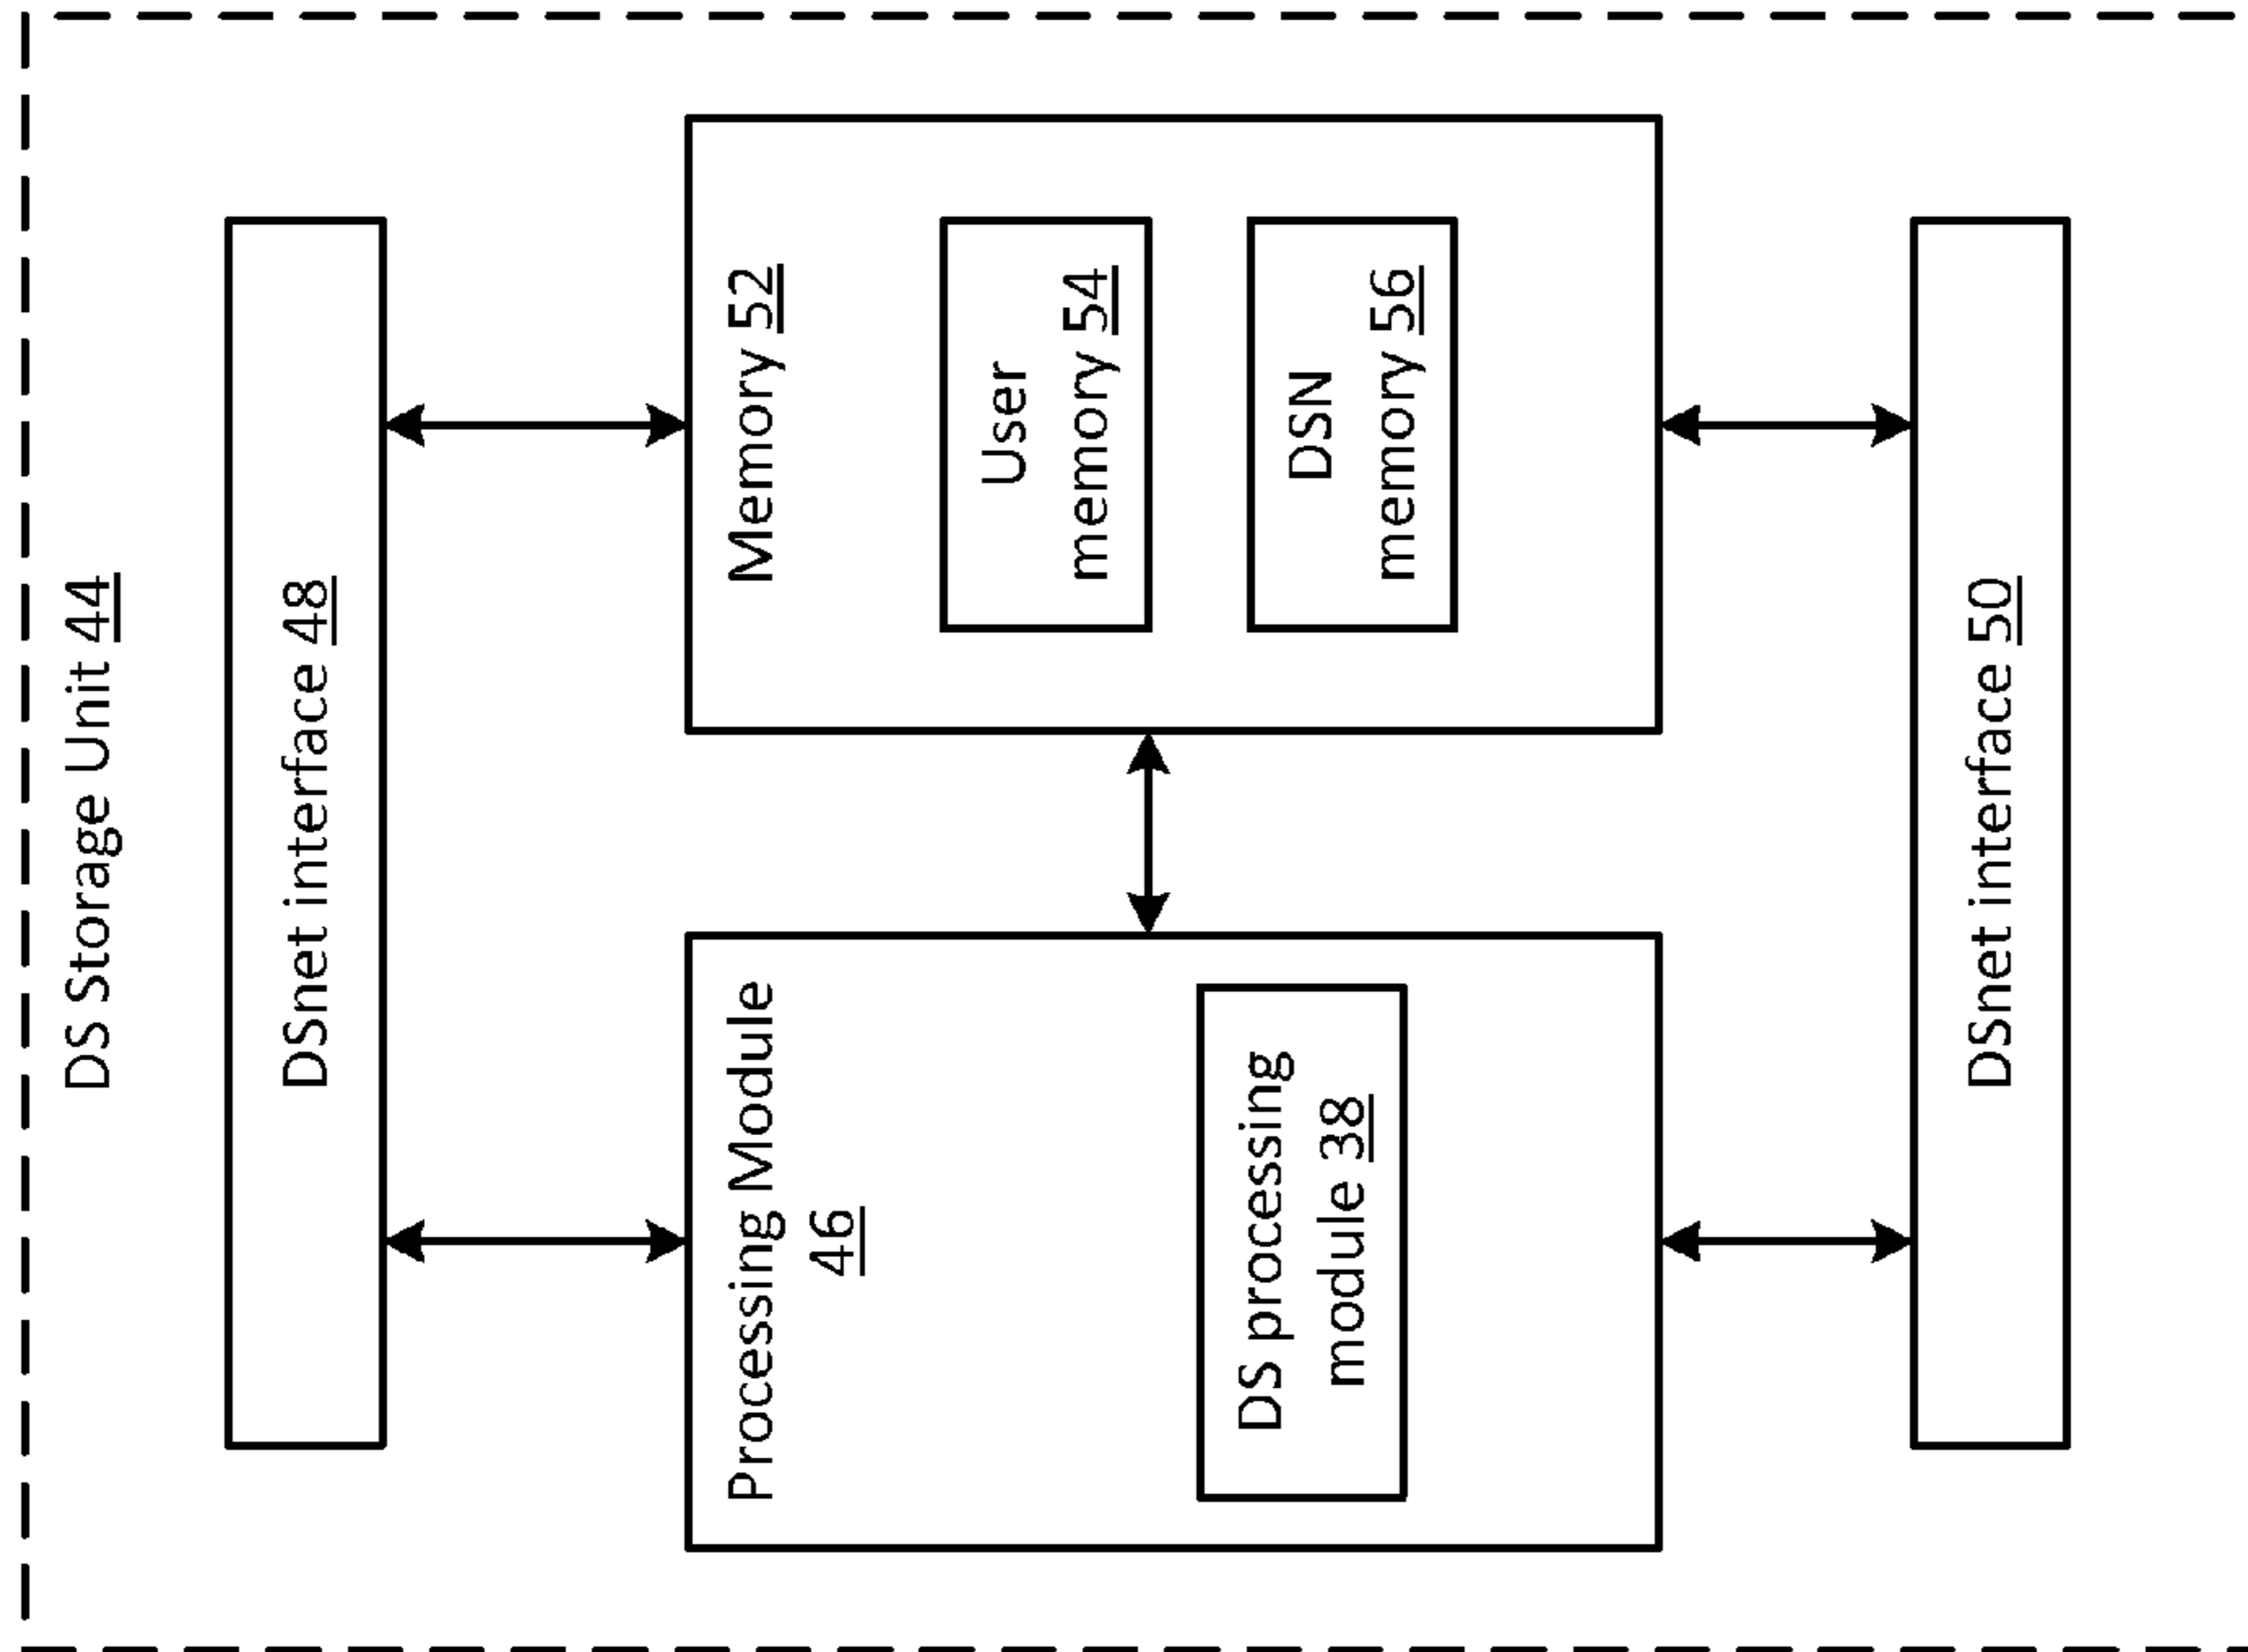 DS Storage Unit 44
DSnet interface 48
Processing Module
46
DS processing
module 38
Memory 52
User
memory 54
DSN
memory 56
DSnet interface 50